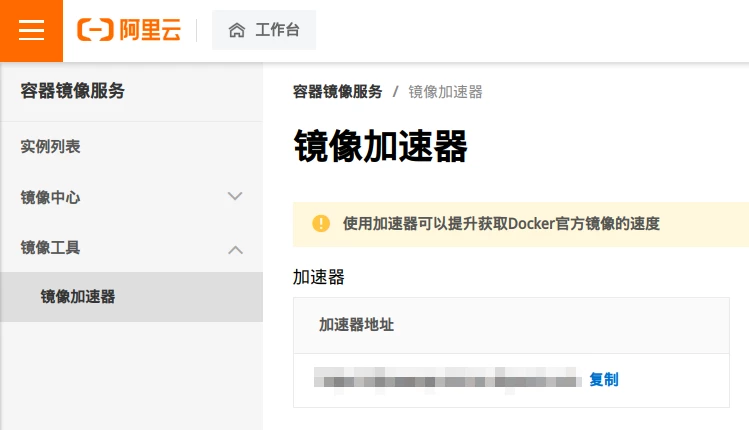 阿里云
工作台
容器镜像服务
实例列表
镜像中心
镜像工具
镜像加速器
容器镜像服务 / 镜像加速器
镜像加速器
使用加速器可以提升获取Docker官方镜像的速度
加速器
加速器地址
复制